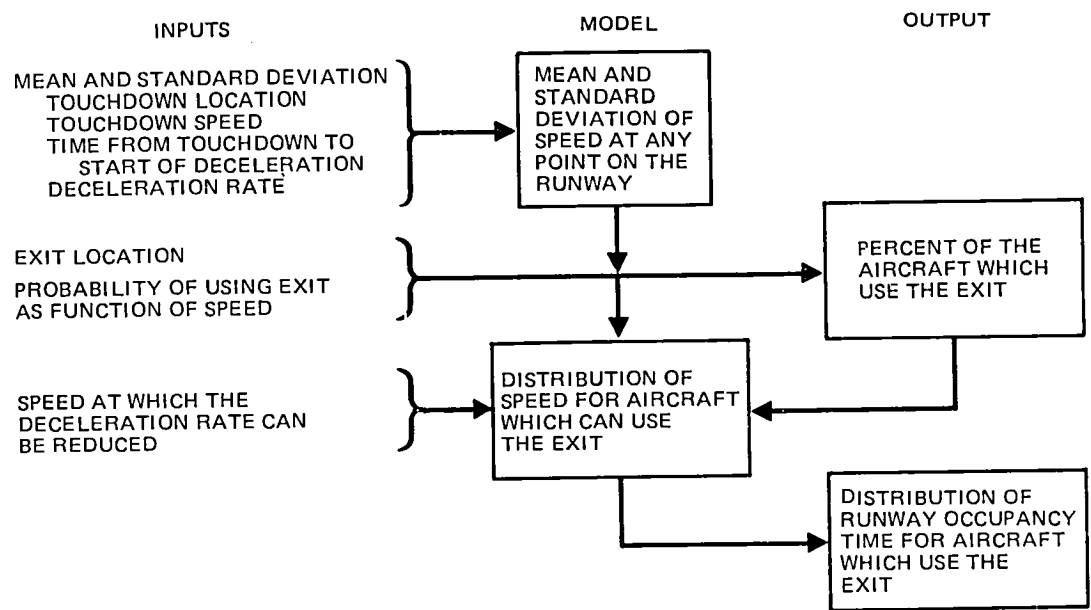 INPUTS
MODEL
OUTPUT
MEAN AND STANDARD DEVIATION
TOUCHDOWN LOCATION
TOUCHDOWN SPEED
TIME FROM TOUCHDOWN TO
START OF DECELERATION
DECELERATION RATE
MEAN AND
STANDARD
DEVIATION OF
SPEED AT ANY
POINT ON THE
RUNWAY
EXIT LOCATION
PROBABILITY OF USING EXIT
AS FUNCTION OF SPEED
PERCENT OF THE
AIRCRAFT WHICH
USE THE EXIT
SPEED AT WHICH THE
DECELERATION RATE CAN
BE REDUCED
DISTRIBUTION OF
SPEED FOR AIRCRAFT
WHICH CAN USE
THE EXIT
DISTRIBUTION OF
RUNWAY OCCUPANCY
TIME FOR AIRCRAFT
WHICH USE THE
EXIT